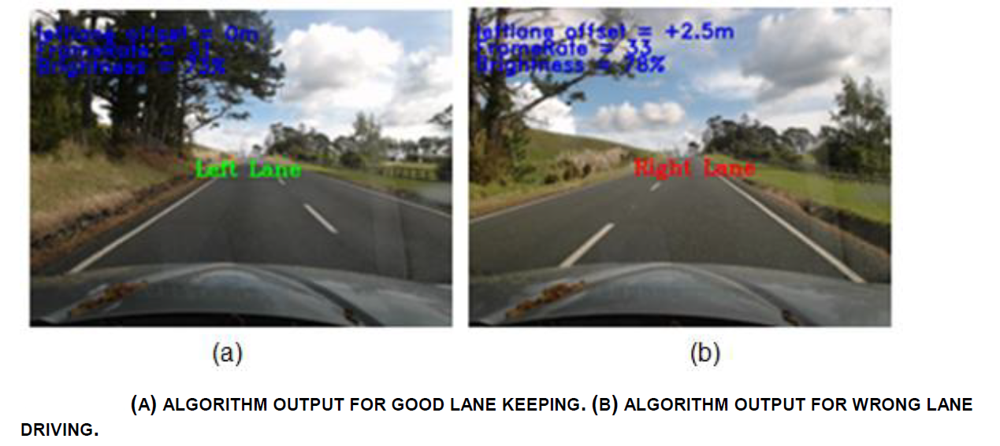 leftlane offset = 0m
FrameRate = 31
Brightness = 73%
Left Lane
leftlane offset = +2.5m
FrameRate = 33
Brightness = 78%
Right Lane
(a)
(b)
(A) ALGORITHM OUTPUT FOR GOOD LANE KEEPING. (B) ALGORITHM OUTPUT FOR WRONG LANE
DRIVING.